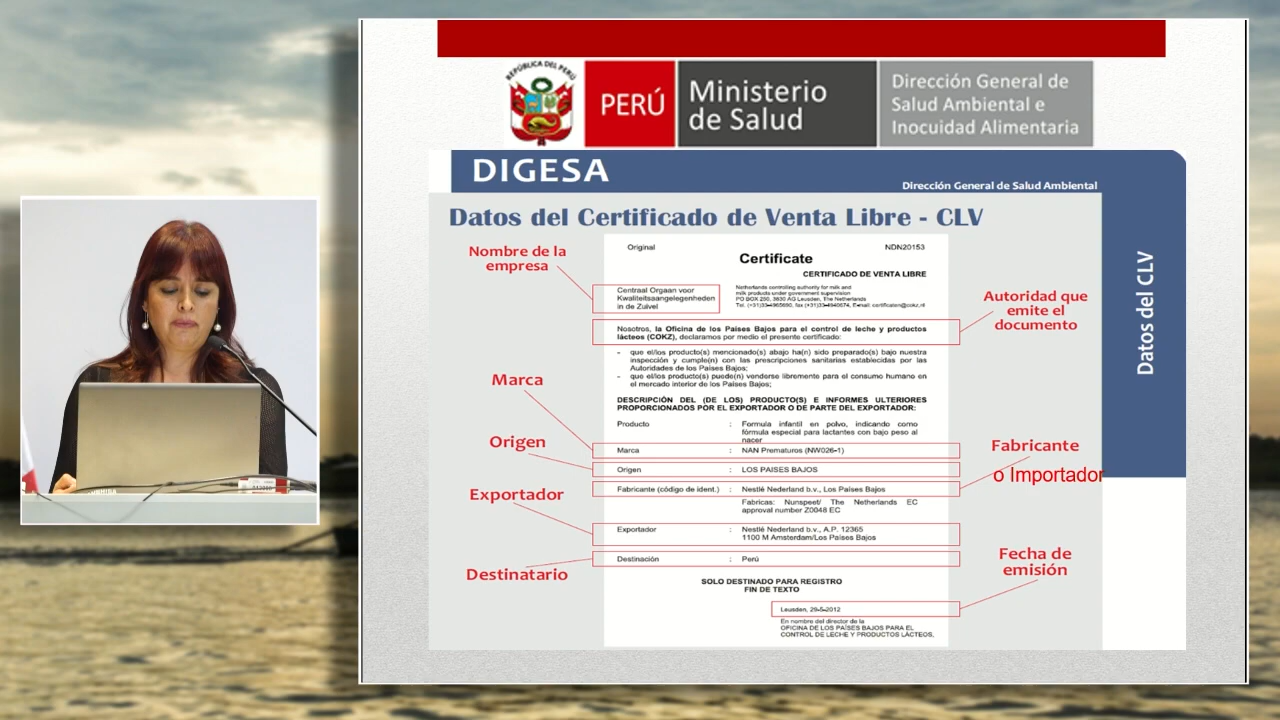 REPÚBLICA DEL PERÚ
PERÚ
Ministerio
de Salud
Dirección General de
Salud Ambiental e
Inocuidad Alimentaria
DIGESA
Dirección General de Salud Ambiental
Datos del Certificado de Venta Libre - CLV
Datos del CLV
Nombre de la
empresa
Marca
Origen
Exportador
Destinatario
Original
NDN20153
Certificate
CERTIFICADO DE VENTA LIBRE
Centraal Orgaan voor
Kwaliteitsaangelegenheden
in de Zuivel
Netherlands controlling authority for milk and
milk products under government supervision
PO BOX 250, 3830 AG Leusden, The Netherlands
Nosotros, la Oficina de los Países Bajos para el control de leche y productos
lácteos (COKZ), declaramos por medio el presente certificado:
- que el/los producto(s) mencionado(s) abajo ha(n) sido preparado(s) bajo nuestra
inspección y cumple(n) con las prescripciones sanitarias establecidas por las
Autoridades de los Países Bajos;
- que el/los producto(s) puede(n) venderse libremente para el consumo humano en
el mercado interior de los Países Bajos;
DESCRIPCIÓN DEL (DE LOS) PRODUCTO(S) E INFORMES ULTERIORES
PROPORCIONADOS POR EL EXPORTADOR O DE PARTE DEL EXPORTADOR:
Producto : Formula infantil en polvo, indicando como
fórmula especial para lactantes con bajo peso al
nacer
Marca : NAN Prematuros (NW026-1)
Origen : LOS PAISES BAJOS
Fabricante (código de ident.) : Nestlé Nederland b.v., Los Países Bajos
Fabricas: Nunspeet/ The Netherlands EC
approval number Z0048 EC
Exportador : Nestlé Nederland b.v., A.P. 12365
1100 M Amsterdam/Los Países Bajos
Destinación : Perú
SOLO DESTINADO PARA REGISTRO
FIN DE TEXTO
Leusden, 29-5-2012
En nombre del director de la
OFICINA DE LOS PAÍSES BAJOS PARA EL
CONTROL DE LECHE Y PRODUCTOS LÁCTEOS,
Autoridad que
emite el
documento
Fabricante
o Importador
Fecha de
emisión